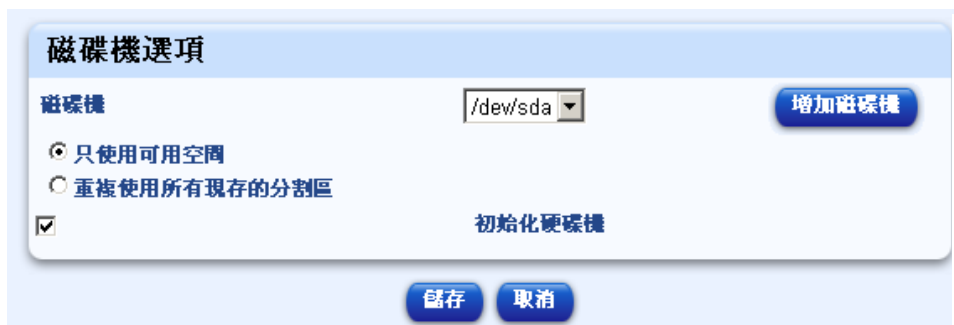 磁碟機選項
磁碟機 /dev/sda 增加磁碟機
只使用可用空間
重複使用所有現存的分割區
初始化硬碟機
儲存 取消